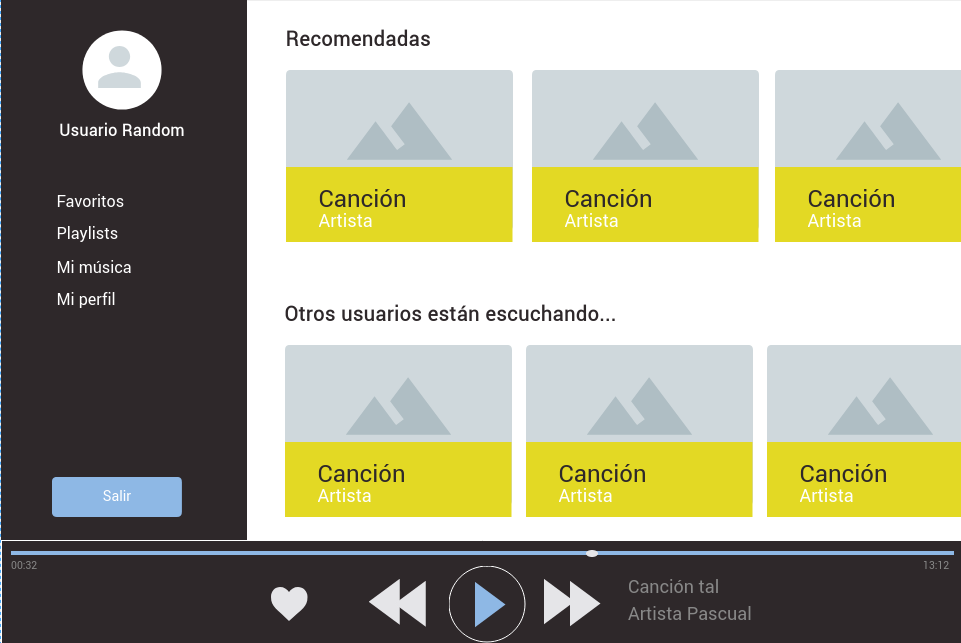 Usuario Random
Favoritos
Playlists
Mi música
Mi perfil
Salir
Recomendadas
Canción
Artista
Canción
Artista
Canción
Artista
Otros usuarios están escuchando...
Canción
Artista
Canción
Artista
Canción
Artista
00:32
13:12
Canción tal
Artista Pascual